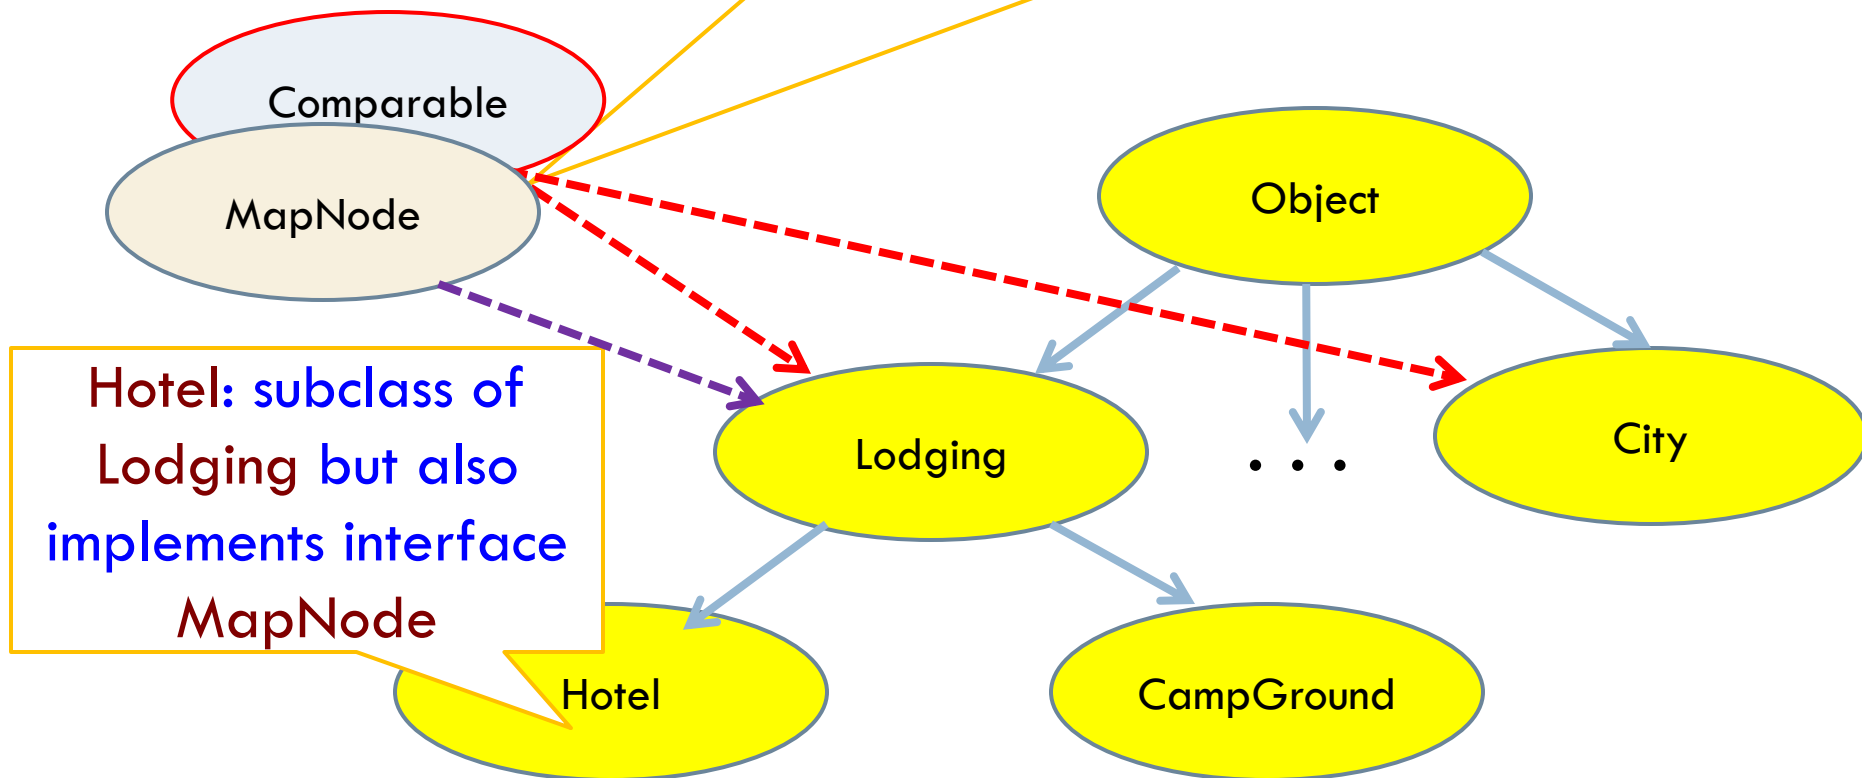 Comparable
MapNode
Object
Hotel: subclass of
Lodging but also
implements interface
MapNode
Lodging
. . .
City
Hotel
CampGround